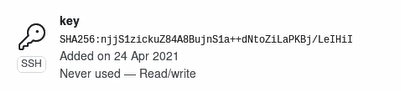 key
SHA256:njjS1zickuZ84A8BujnS1a++dNtoZiLaPKBj/LeIHiI
Added on 24 Apr 2021
SSH
Never used — Read/write